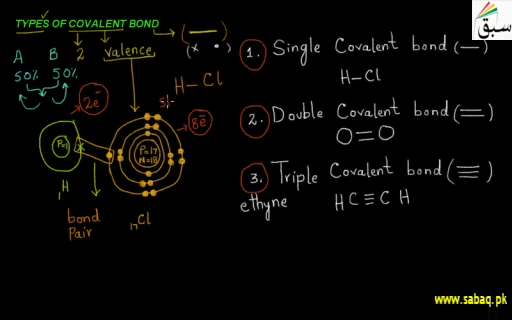 TYPES OF COVALENT BOND
(—)
A B 2 valence (x •)
50% 50%
2e⁻
H — Cl
8e⁻
P=1
P=17
N=18
₁H
bond
Pair
₁₇Cl
1. Single Covalent bond (—)
H—Cl
2. Double Covalent bond (=)
O=O
3. Triple Covalent bond (≡)
ethyne HC≡CH
سبق
www.sabaq.pk